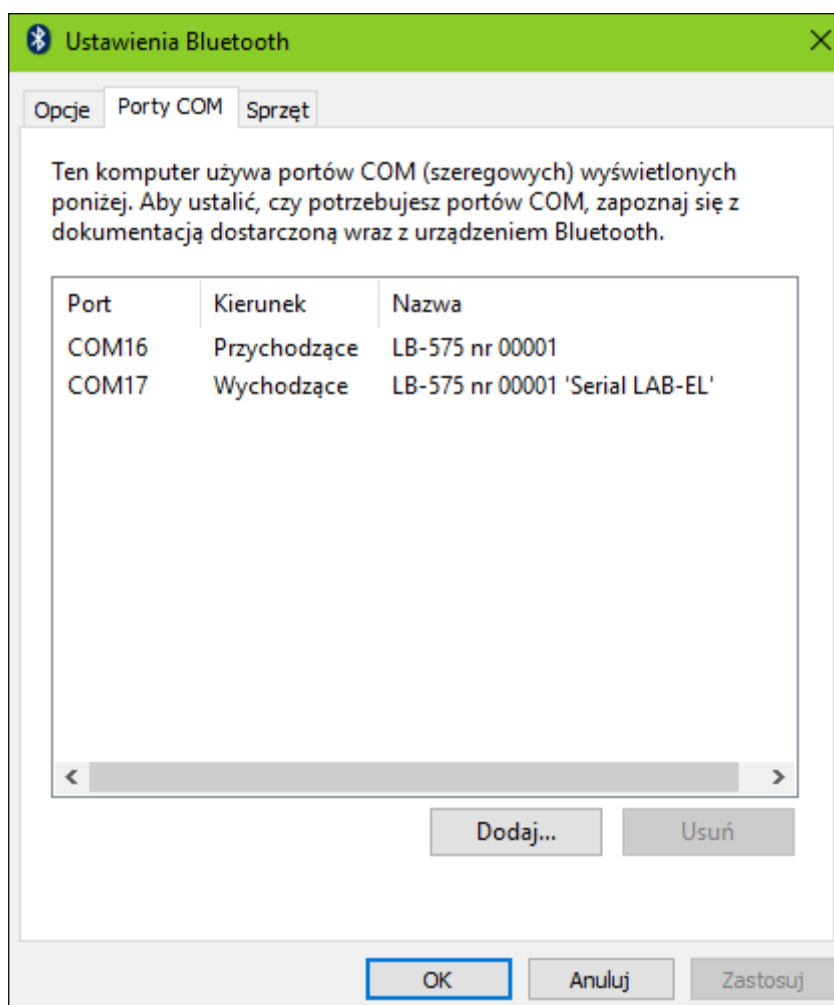 Ustawienia Bluetooth
Opcje Porty COM Sprzęt
Ten komputer używa portów COM (szeregowych) wyświetlonych
poniżej. Aby ustalić, czy potrzebujesz portów COM, zapoznaj się z
dokumentacją dostarczoną wraz z urządzeniem Bluetooth.
Port Kierunek Nazwa
COM16 Przychodzące LB-575 nr 00001
COM17 Wychodzące LB-575 nr 00001 'Serial LAB-EL'
Dodaj... Usuń
OK Anuluj Zastosuj